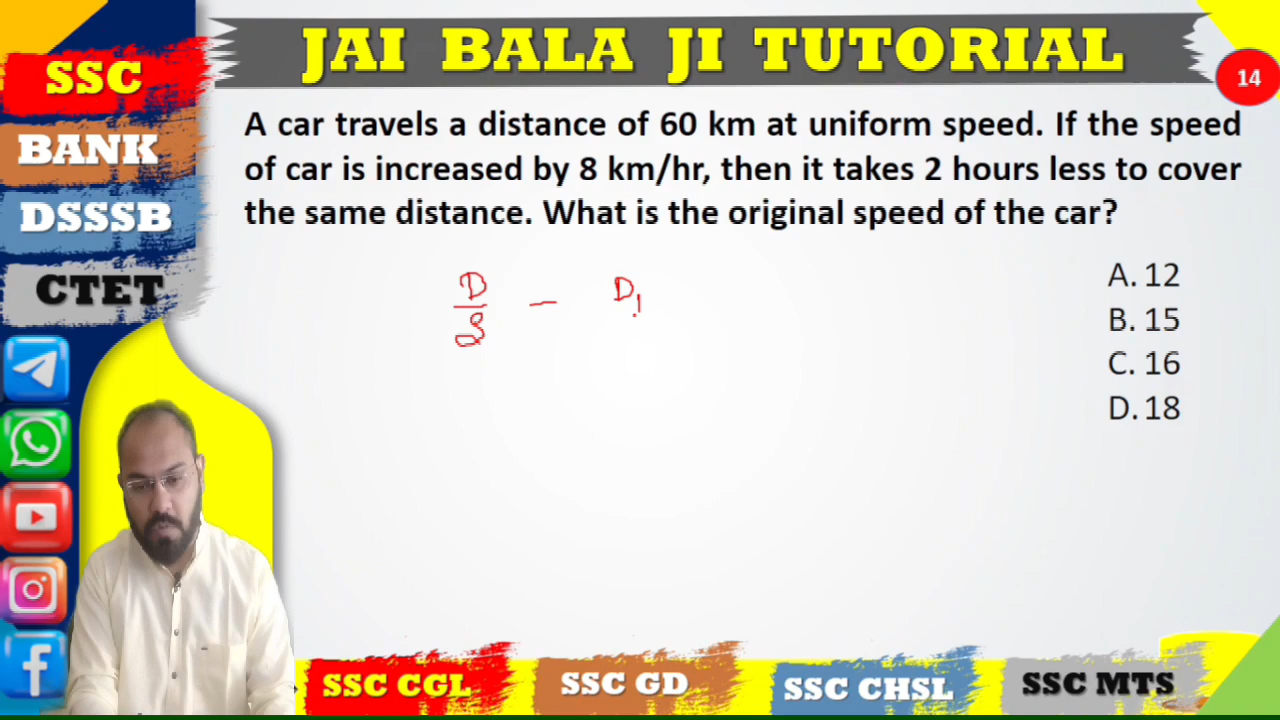 JAI BALA JI TUTORIAL
14
SSC
BANK
DSSSB
CTET
A car travels a distance of 60 km at uniform speed. If the speed
of car is increased by 8 km/hr, then it takes 2 hours less to cover
the same distance. What is the original speed of the car?
A. 12
B. 15
C. 16
D. 18
D
—
D
SSC CGL
SSC GD
SSC CHSL
SSC MTS